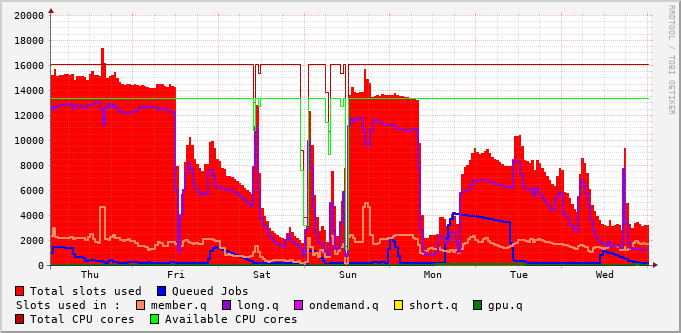 RRDTOOL / TOBI OETIKER
20000
18000
16000
14000
12000
10000
8000
6000
4000
2000
0
Thu Fri Sat Sun Mon Tue Wed
Total slots used Queued Jobs
Slots used in : member.q long.q ondemand.q short.q gpu.q
Total CPU cores Available CPU cores